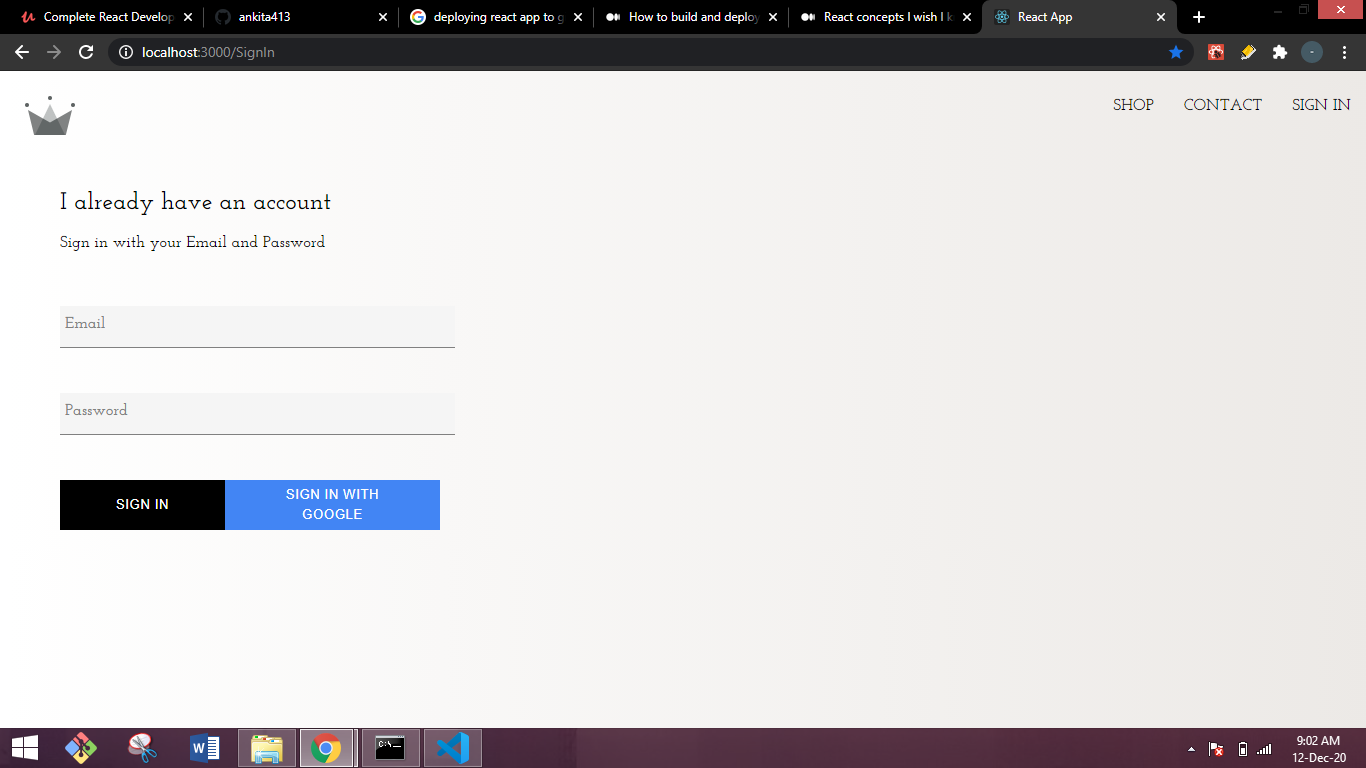 Complete React Develop
ankita413
deploying react app to g
How to build and deploy
React concepts I wish I k
React App
localhost:3000/SignIn
SHOP
CONTACT
SIGN IN
I already have an account
Sign in with your Email and Password
Email
Password
SIGN IN
SIGN IN WITH
GOOGLE
9:02 AM
12-Dec-20